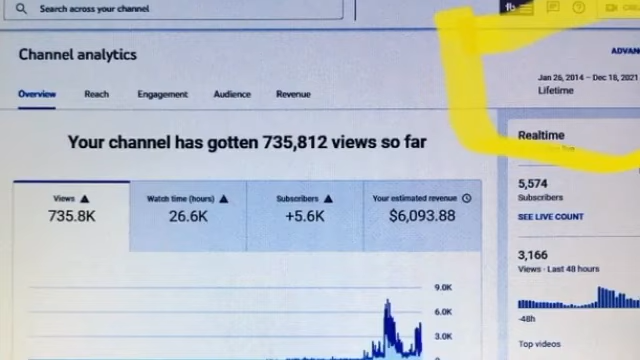 Search across your channel
Channel analytics
ADVAN
Jan 26, 2014 – Dec 18, 2021
Lifetime
Overview
Reach
Engagement
Audience
Revenue
Your channel has gotten 735,812 views so far
Realtime
Views
735.8K
Watch time (hours)
26.6K
Subscribers
+5.6K
Your estimated revenue
$6,093.88
5,574
Subscribers
SEE LIVE COUNT
3,166
Views · Last 48 hours
9.0K
6.0K
3.0K
-48h
Top videos